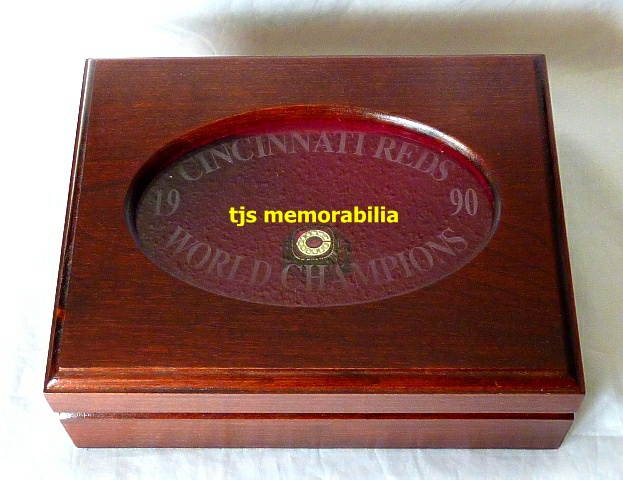 CINCINNATI REDS
19 90
tjs memorabilia
WORLD CHAMPIONS